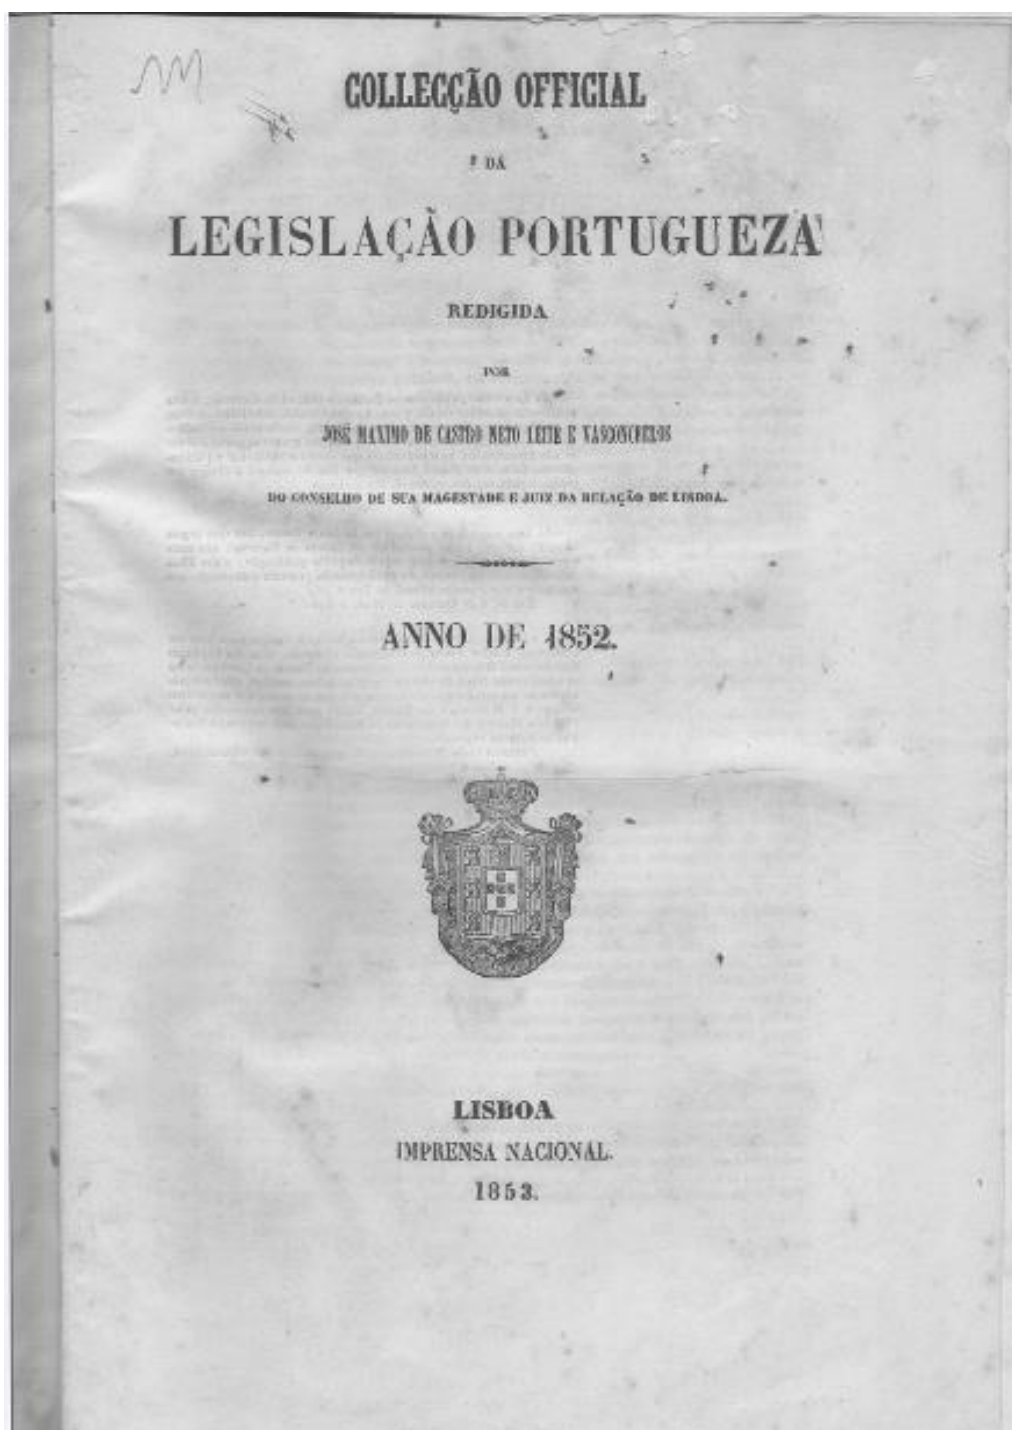 COLLECÇÃO OFFICIAL
DA
LEGISLAÇÃO PORTUGUEZA
REDIGIDA
POR
JOSÉ MAXIMO DE CASTRO NETO LEITE E VASCONCELLOS
DO CONSELHO DE SUA MAGESTADE E JUIZ DA RELAÇÃO DE LISBOA.
ANNO DE 1852.
LISBOA
IMPRENSA NACIONAL.
1853.